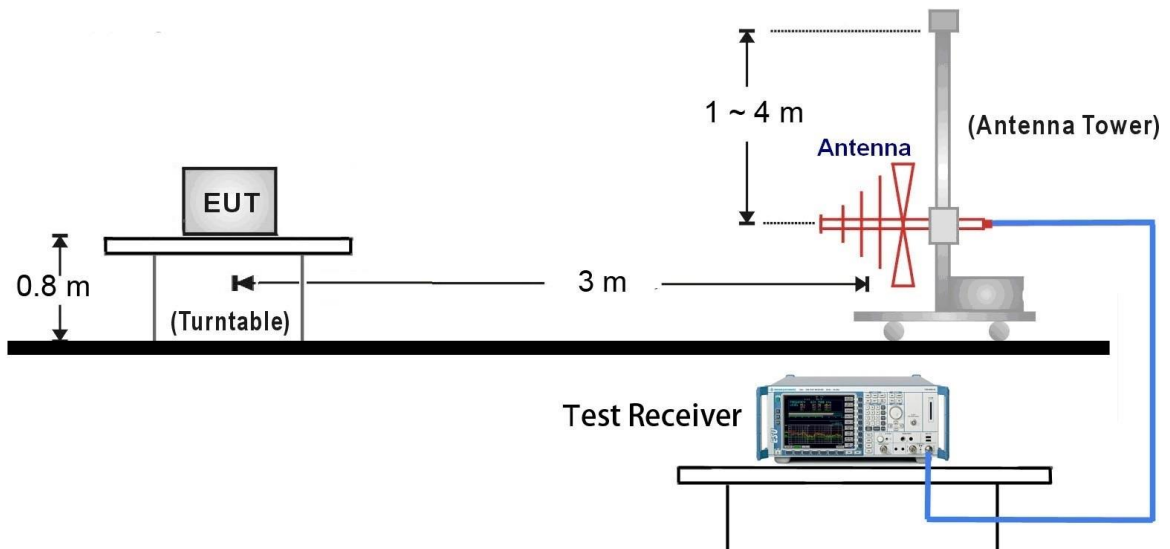 1 ~ 4 m
(Antenna Tower)
Antenna
EUT
0.8 m
3 m
(Turntable)
Test Receiver